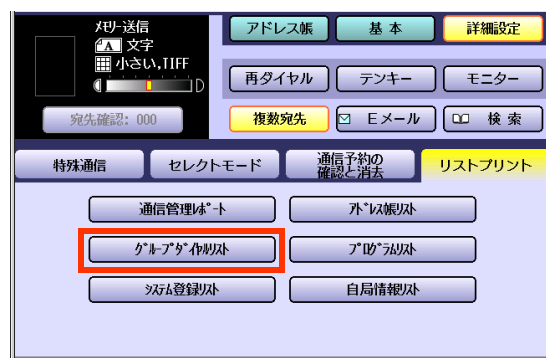 ﾒﾓﾘｰ送信
A 文字
小さい,TIFF
D
宛先確認: 000
アドレス帳
基 本
詳細設定
再ダイヤル
テンキー
モニター
複数宛先
Eメール
検 索
特殊通信
セレクトモード
通信予約の
確認と消去
リストプリント
通信管理ﾚﾎﾟｰﾄ
ｱﾄﾞﾚｽ帳ﾘｽﾄ
ｸﾞﾙｰﾌﾟﾀﾞｲﾔﾙﾘｽﾄ
ﾌﾟﾛｸﾞﾗﾑﾘｽﾄ
ｼｽﾃﾑ登録ﾘｽﾄ
自局情報ﾘｽﾄ